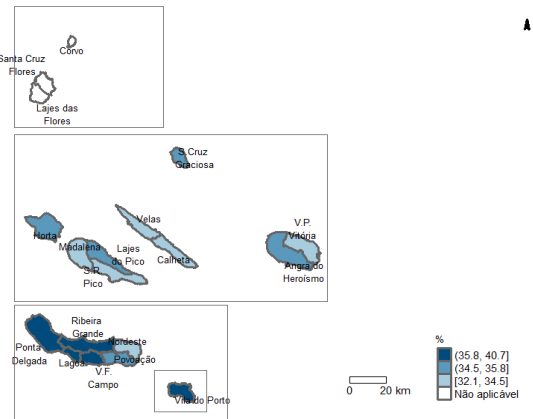 Corvo
Santa Cruz
Flores
Lajes das
Flores
S.Cruz
Graciosa
Velas
Horta
Madalena
Lajes
do Pico
Calheta
S.R.
Pico
V.P.
Vitória
Angra do
Heroísmo
%
(35.8, 40.7]
(34.5, 35.8]
[32.1, 34.5]
Não aplicável
0 20 km
Ribeira
Grande
Nordeste
Ponta
Delgada
Lagoa
Povoação
V.F.
Campo
Vila do Porto